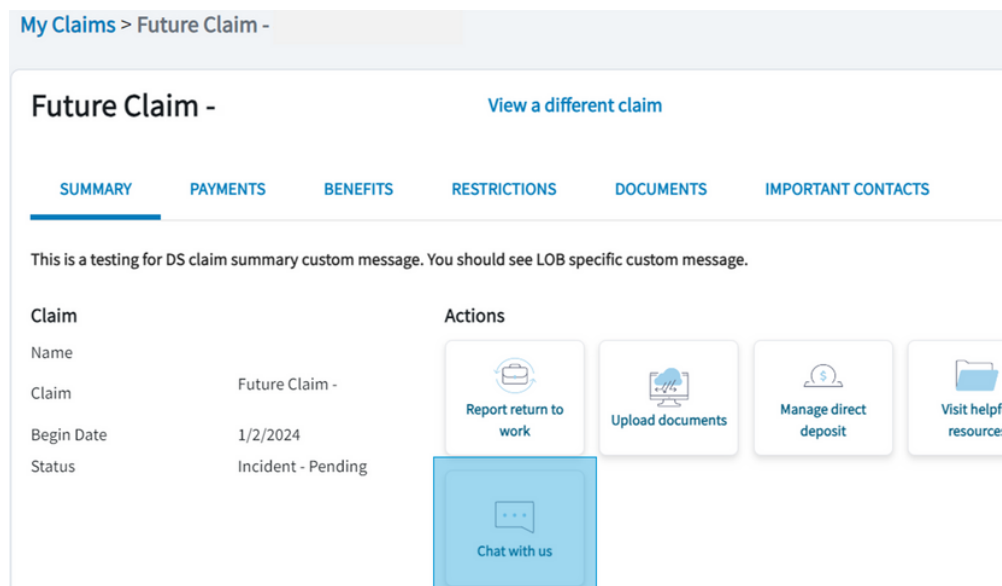 My Claims > Future Claim -
Future Claim -
View a different claim
SUMMARY PAYMENTS BENEFITS RESTRICTIONS DOCUMENTS IMPORTANT CONTACTS
This is a testing for DS claim summary custom message. You should see LOB specific custom message.
Claim
Name
Claim Future Claim -
Begin Date 1/2/2024
Status Incident - Pending
Actions
Report return to
work
Upload documents
Manage direct
deposit
Visit
Chat with us